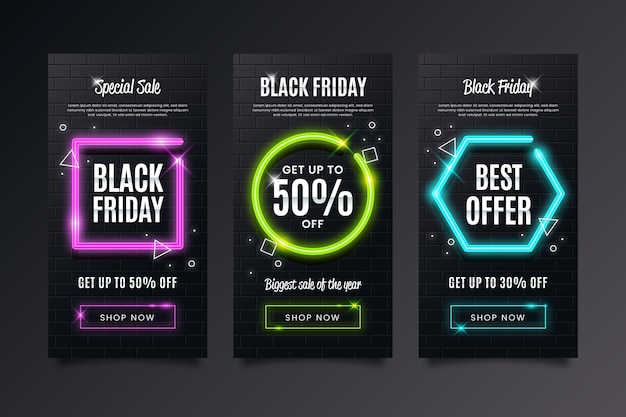 Special Sale
BLACK
FRIDAY
GET UP TO 50% OFF
SHOP NOW
BLACK FRIDAY
GET UP TO
50%
OFF
Biggest sale of the year
SHOP NOW
Black Friday
BEST
OFFER
GET UP TO 30% OFF
SHOP NOW